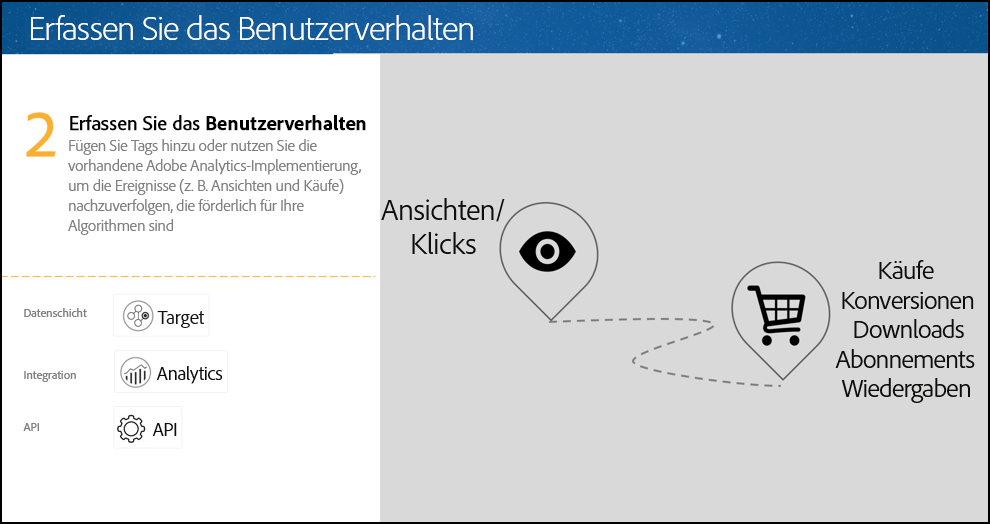 Erfassen Sie das Benutzerverhalten
2
Erfassen Sie das Benutzerverhalten
Fügen Sie Tags hinzu oder nutzen Sie die
vorhandene Adobe Analytics-Implementierung,
um die Ereignisse (z. B. Ansichten und Käufe)
nachzuverfolgen, die förderlich für Ihre
Algorithmen sind
Datenschicht
Target
Integration
Analytics
API
API
Ansichten/
Klicks
Käufe
Konversionen
Downloads
Abonnements
Wiedergaben